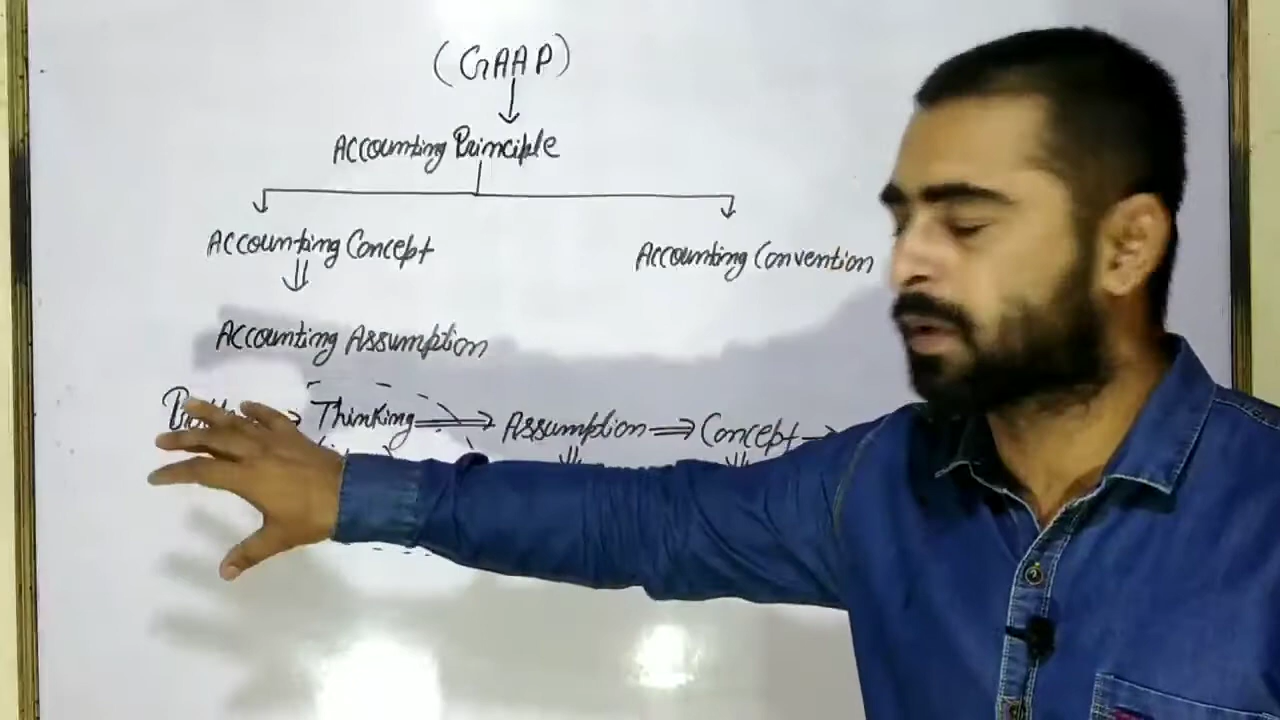 (GAAP)
Accounting Principle
Accounting Concept
Accounting Convention
Accounting Assumption
Thinking Assumption Concept